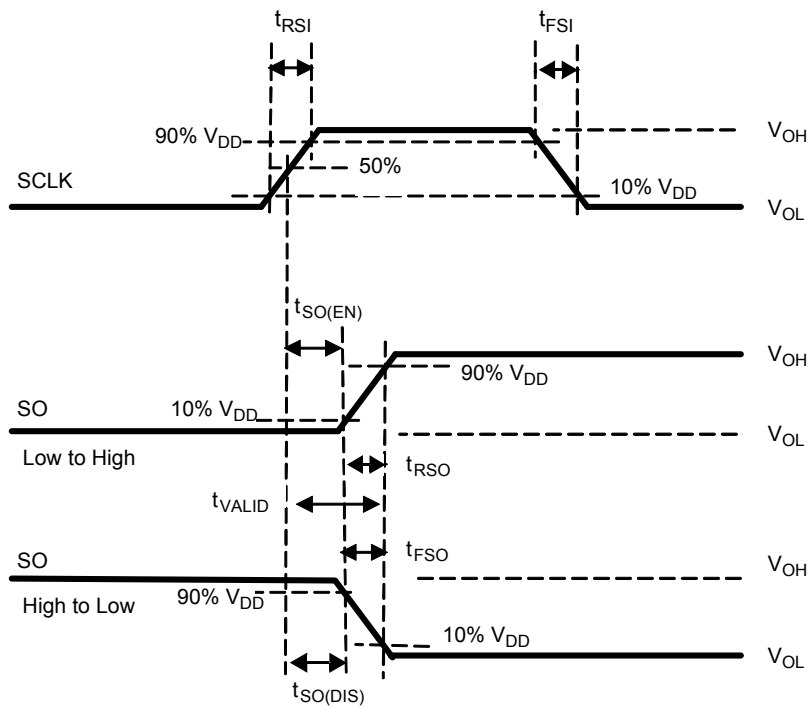 tRSI
tFSI
90% VDD
VOH
50%
SCLK
10% VDD
VOL
tSO(EN)
VOH
90% VDD
10% VDD
SO
VOL
Low to High
tRSO
tVALID
tFSO
SO
VOH
90% VDD
High to Low
10% VDD
VOL
tSO(DIS)